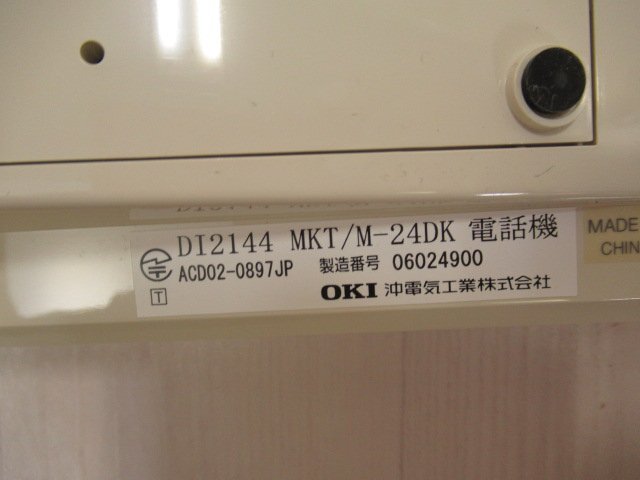 DI2144 MKT/M-24DK 電話機
ACD02-0897JP 製造番号 06024900
T
OKI 沖電気工業株式会社
MADE
CHIN